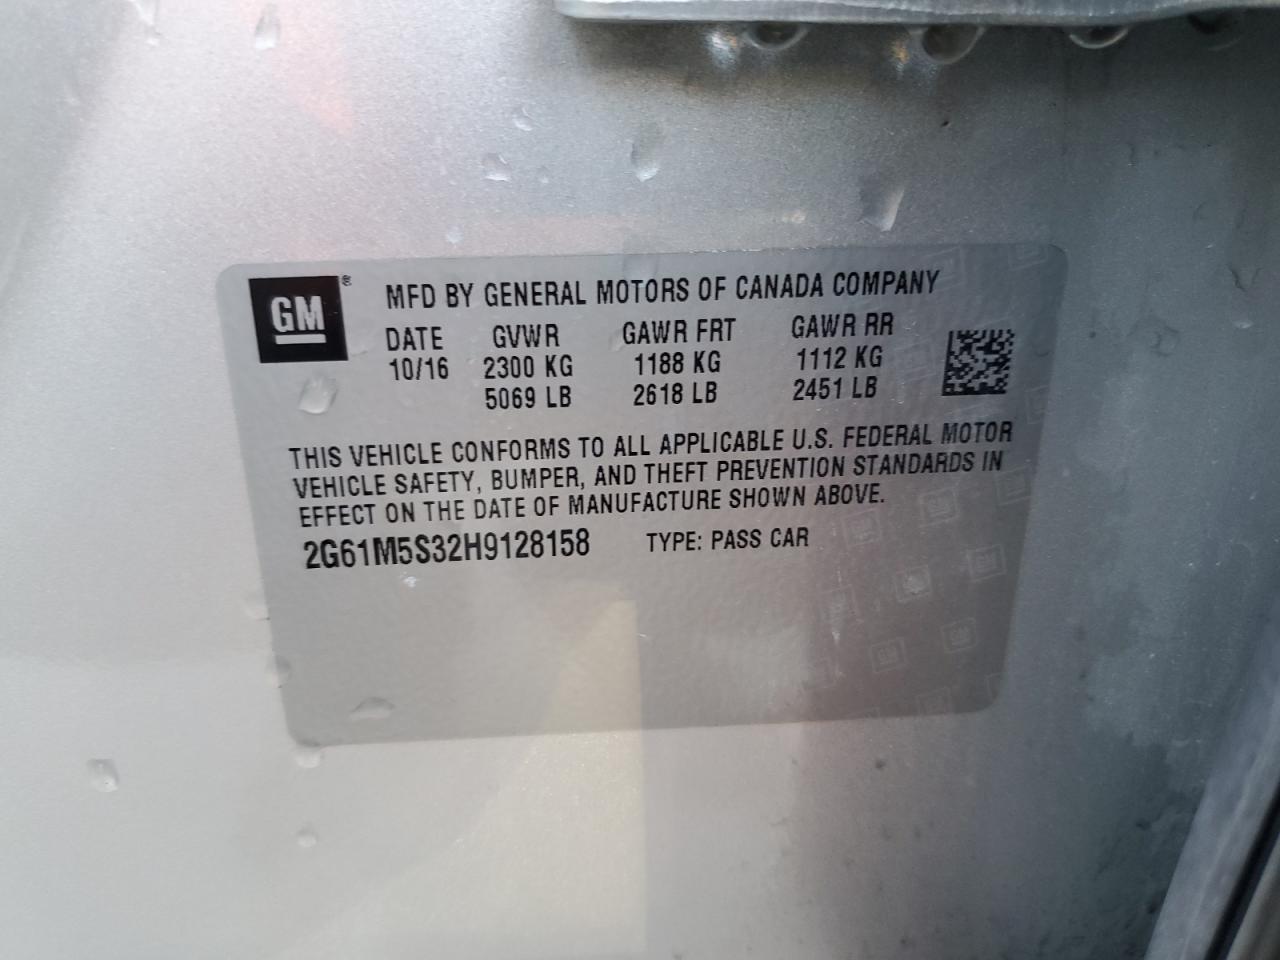 GM®
MFD BY GENERAL MOTORS OF CANADA COMPANY
DATE GVWR GAWR FRT GAWR RR
10/16 2300 KG 1188 KG 1112 KG
5069 LB 2618 LB 2451 LB
THIS VEHICLE CONFORMS TO ALL APPLICABLE U.S. FEDERAL MOTOR
VEHICLE SAFETY, BUMPER, AND THEFT PREVENTION STANDARDS IN
EFFECT ON THE DATE OF MANUFACTURE SHOWN ABOVE.
2G61M5S32H9128158 TYPE: PASS CAR